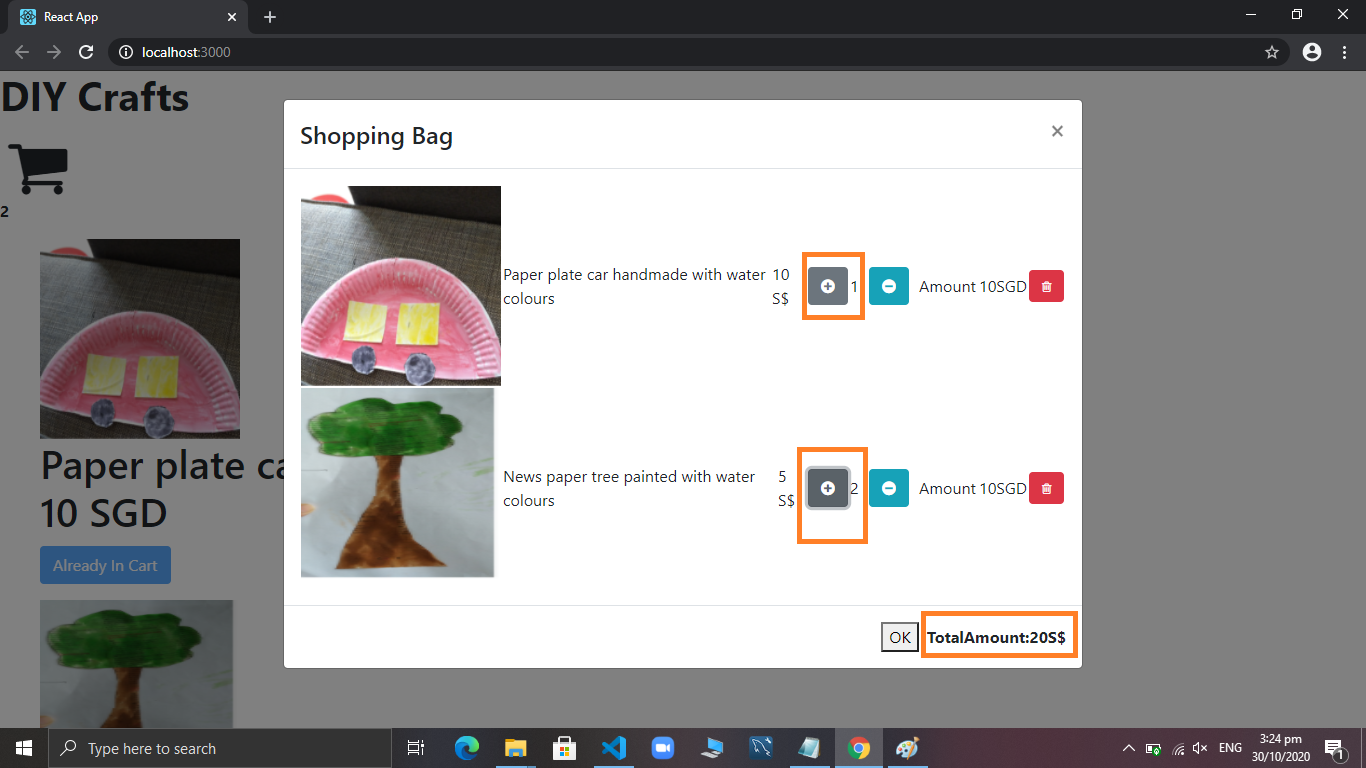 React App
localhost:3000
DIY Crafts
Shopping Bag
2
Paper plate car handmade with water colours
10 S$
1
Amount 10SGD
News paper tree painted with water colours
5 S$
2
Amount 10SGD
OK
TotalAmount:20S$
Paper plate ca
10 SGD
Already In Cart
Type here to search
ENG
3:24 pm
30/10/2020
1